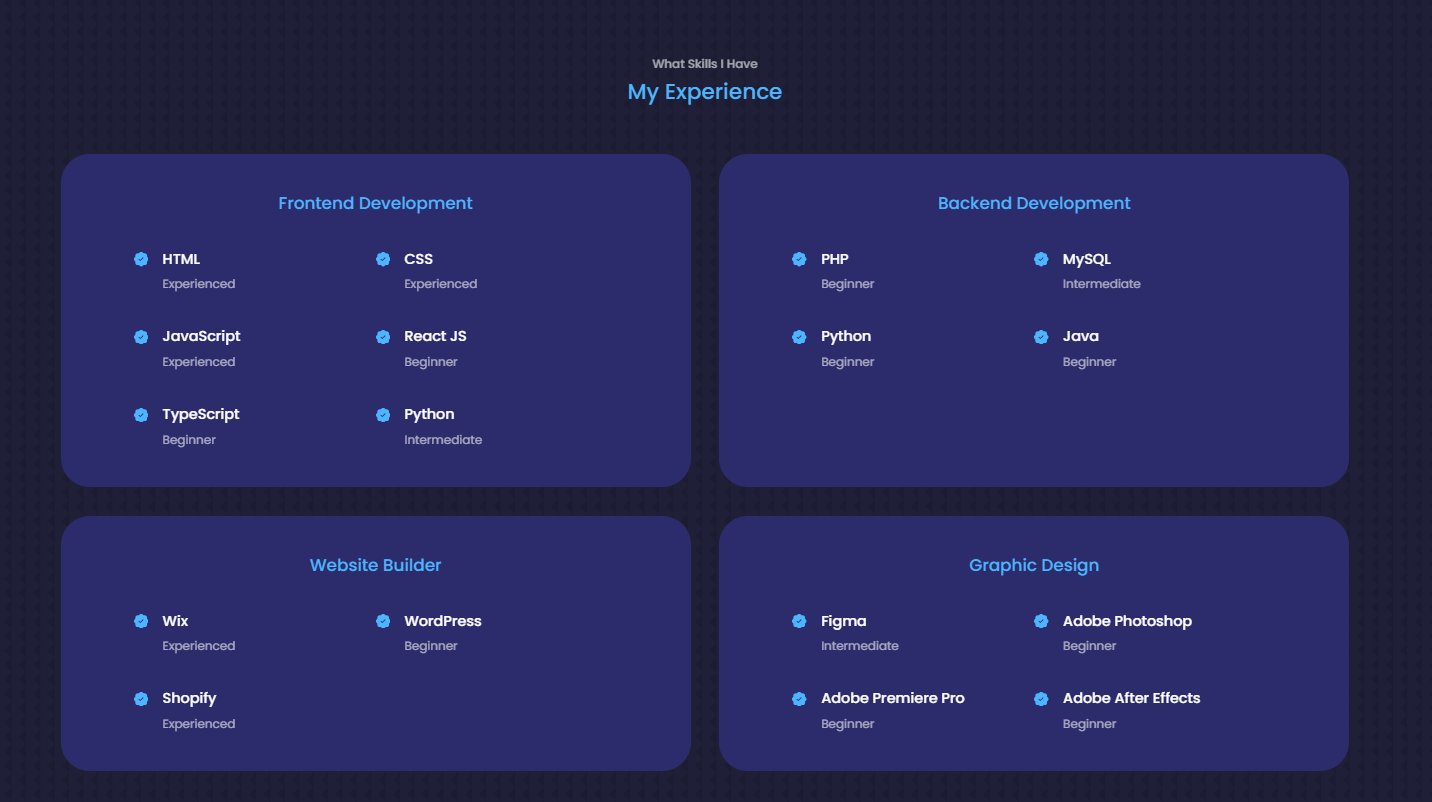 What Skills I Have
My Experience
Frontend Development
HTML
Experienced
CSS
Experienced
JavaScript
Experienced
React JS
Beginner
TypeScript
Beginner
Python
Intermediate
Backend Development
PHP
Beginner
MySQL
Intermediate
Python
Beginner
Java
Beginner
Website Builder
Wix
Experienced
WordPress
Beginner
Shopify
Experienced
Graphic Design
Figma
Intermediate
Adobe Photoshop
Beginner
Adobe Premiere Pro
Beginner
Adobe After Effects
Beginner